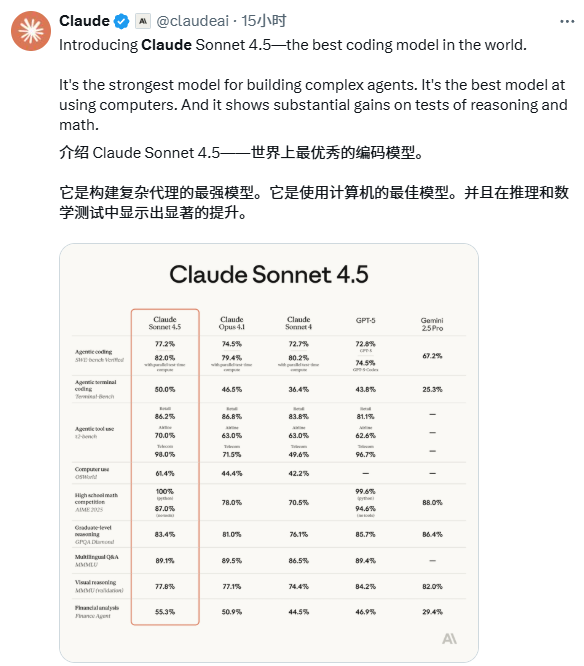 Claude @claudeai · 15小时
Introducing Claude Sonnet 4.5—the best coding model in the world.
It's the strongest model for building complex agents. It's the best model at
using computers. And it shows substantial gains on tests of reasoning and
math.
介绍 Claude Sonnet 4.5——世界上最优秀的编码模型。
它是构建复杂代理的最强模型。它是使用计算机的最佳模型。并且在推理和数
学测试中显示出显著的提升。
Claude Sonnet 4.5
Claude Sonnet 4.5 Claude Opus 4.1 Claude Sonnet 4 GPT-5 Gemini 2.5 Pro
Agentic coding
SWE-bench Verified
77.2% 74.5% 72.7% 72.8% 67.2%
GPT-5
82.0% 79.4% 80.2% 74.5%
with parallel test-time compute with parallel test-time compute with parallel test-time compute GPT-5 Codex
Agentic terminal coding
Terminal-Bench
50.0% 46.5% 36.4% 43.8% 25.3%
Agentic tool use
τ2-bench
Retail Retail Retail Retail
86.2% 86.8% 83.8% 81.1% —
Airline Airline Airline Airline
70.0% 63.0% 63.0% 62.6% —
Telecom Telecom Telecom Telecom
98.0% 71.5% 49.6% 96.7% —
Computer use
OSWorld
61.4% 44.4% 42.2% — —
High school math competition
AIME 2025
100% 78.0% 70.5% 99.6% 88.0%
(python) (python)
87.0% 94.6%
(no tools) (no tools)
Graduate-level reasoning
GPQA Diamond
83.4% 81.0% 76.1% 85.7% 86.4%
Multilingual Q&A
MMMLU
89.1% 89.5% 86.5% 89.4% —
Visual reasoning
MMMU (validation)
77.8% 77.1% 74.4% 84.2% 82.0%
Financial analysis
Finance Agent
55.3% 50.9% 44.5% 46.9% 29.4%